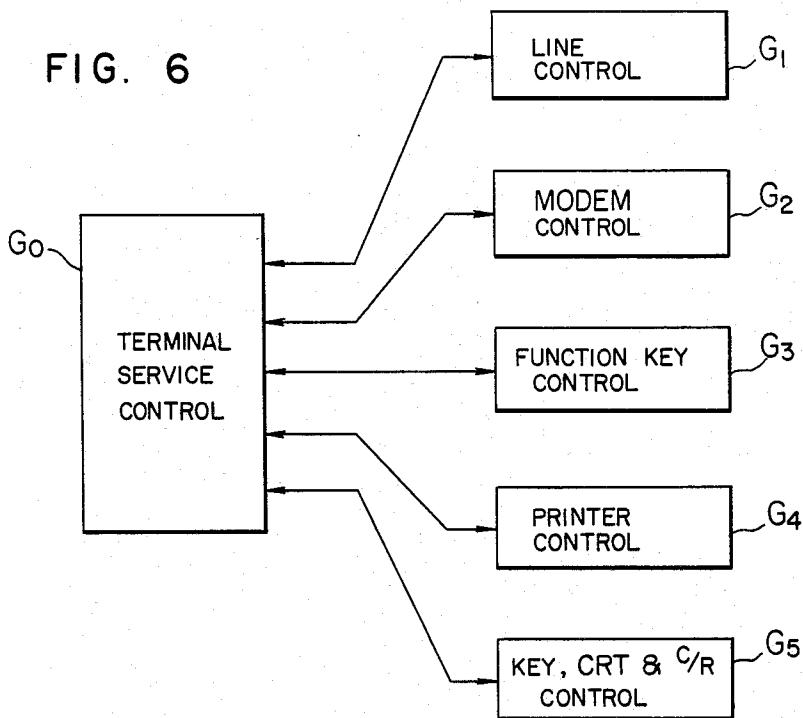 FIG. 6
LINE
CONTROL
G1
MODEM
CONTROL
G2
G0
TERMINAL
SERVICE
CONTROL
FUNCTION KEY
CONTROL
G3
PRINTER
CONTROL
G4
KEY, CRT & C/R
CONTROL
G5